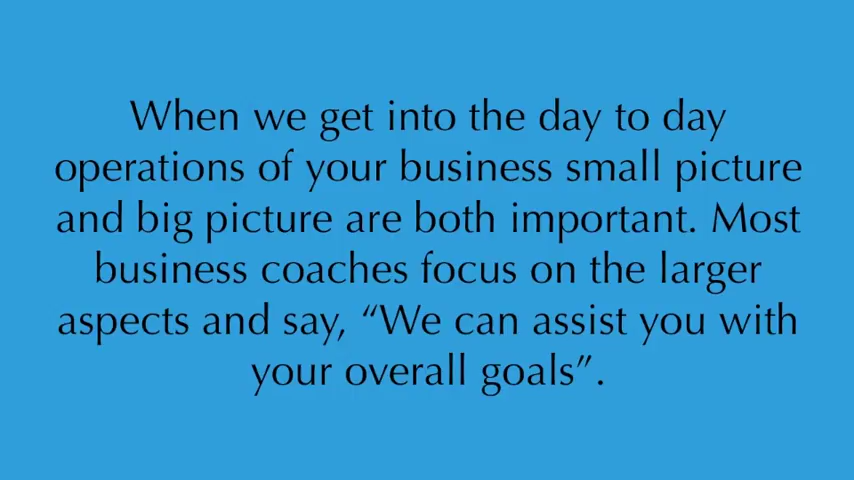 When we get into the day to day
operations of your business small picture
and big picture are both important. Most
business coaches focus on the larger
aspects and say, “We can assist you with
your overall goals”.